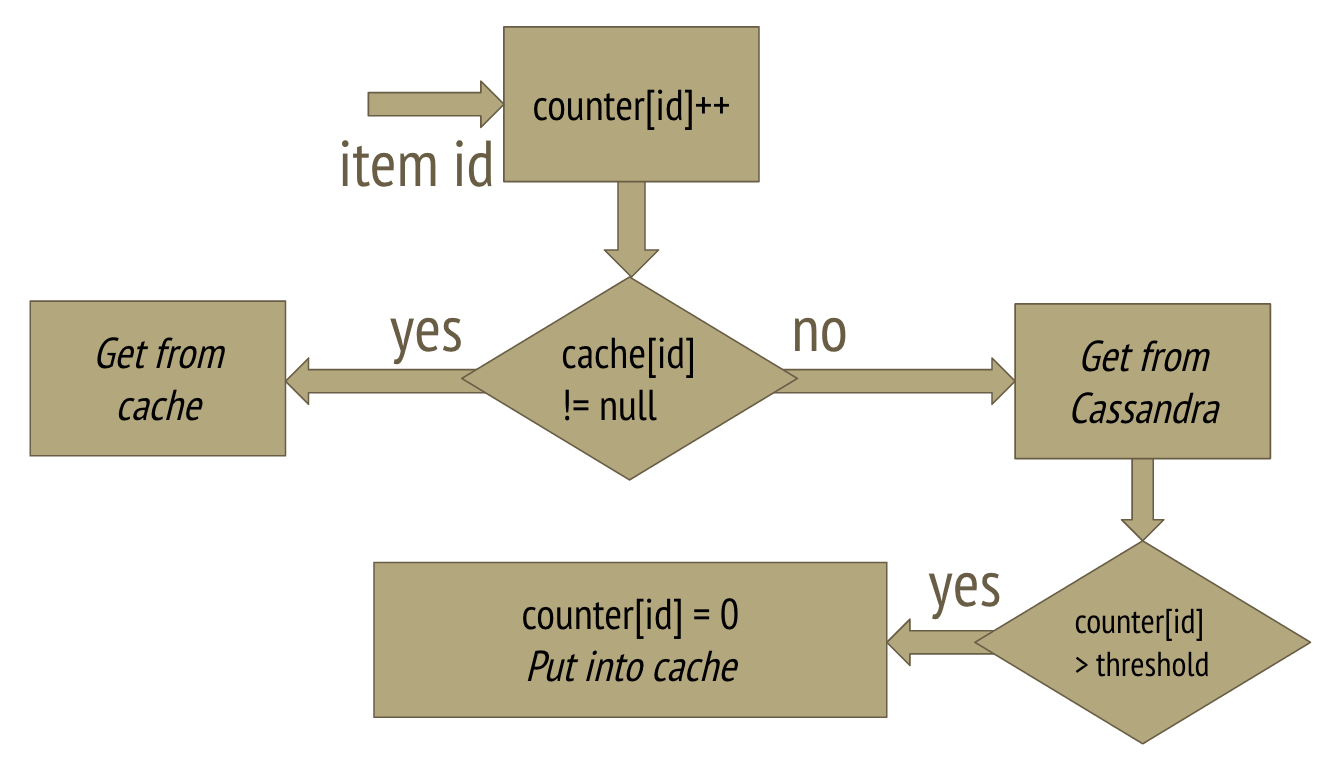 counter[id]++
item id
yes
no
Get from
cache
cache[id]
!= null
Get from
Cassandra
yes
counter[id] = 0
Put into cache
counter[id]
> threshold